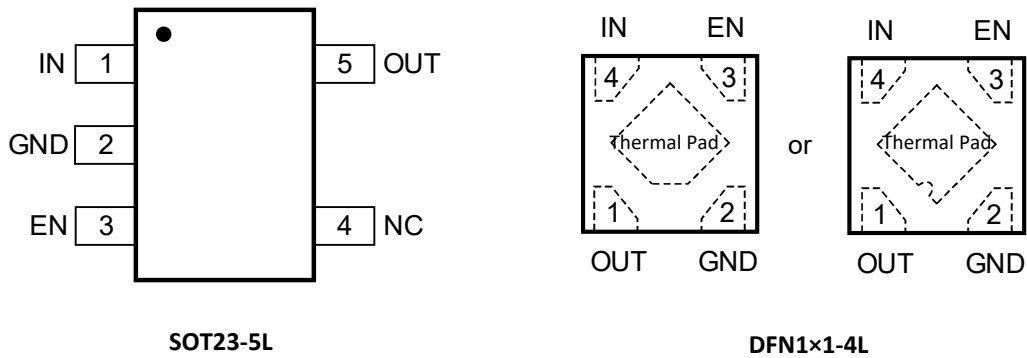 IN 1
5 OUT
GND 2
EN 3
4 NC
SOT23-5L
IN EN
4 3
Thermal Pad
1 2
OUT GND
or
IN EN
4 3
Thermal Pad
1 2
OUT GND
DFN1×1-4L